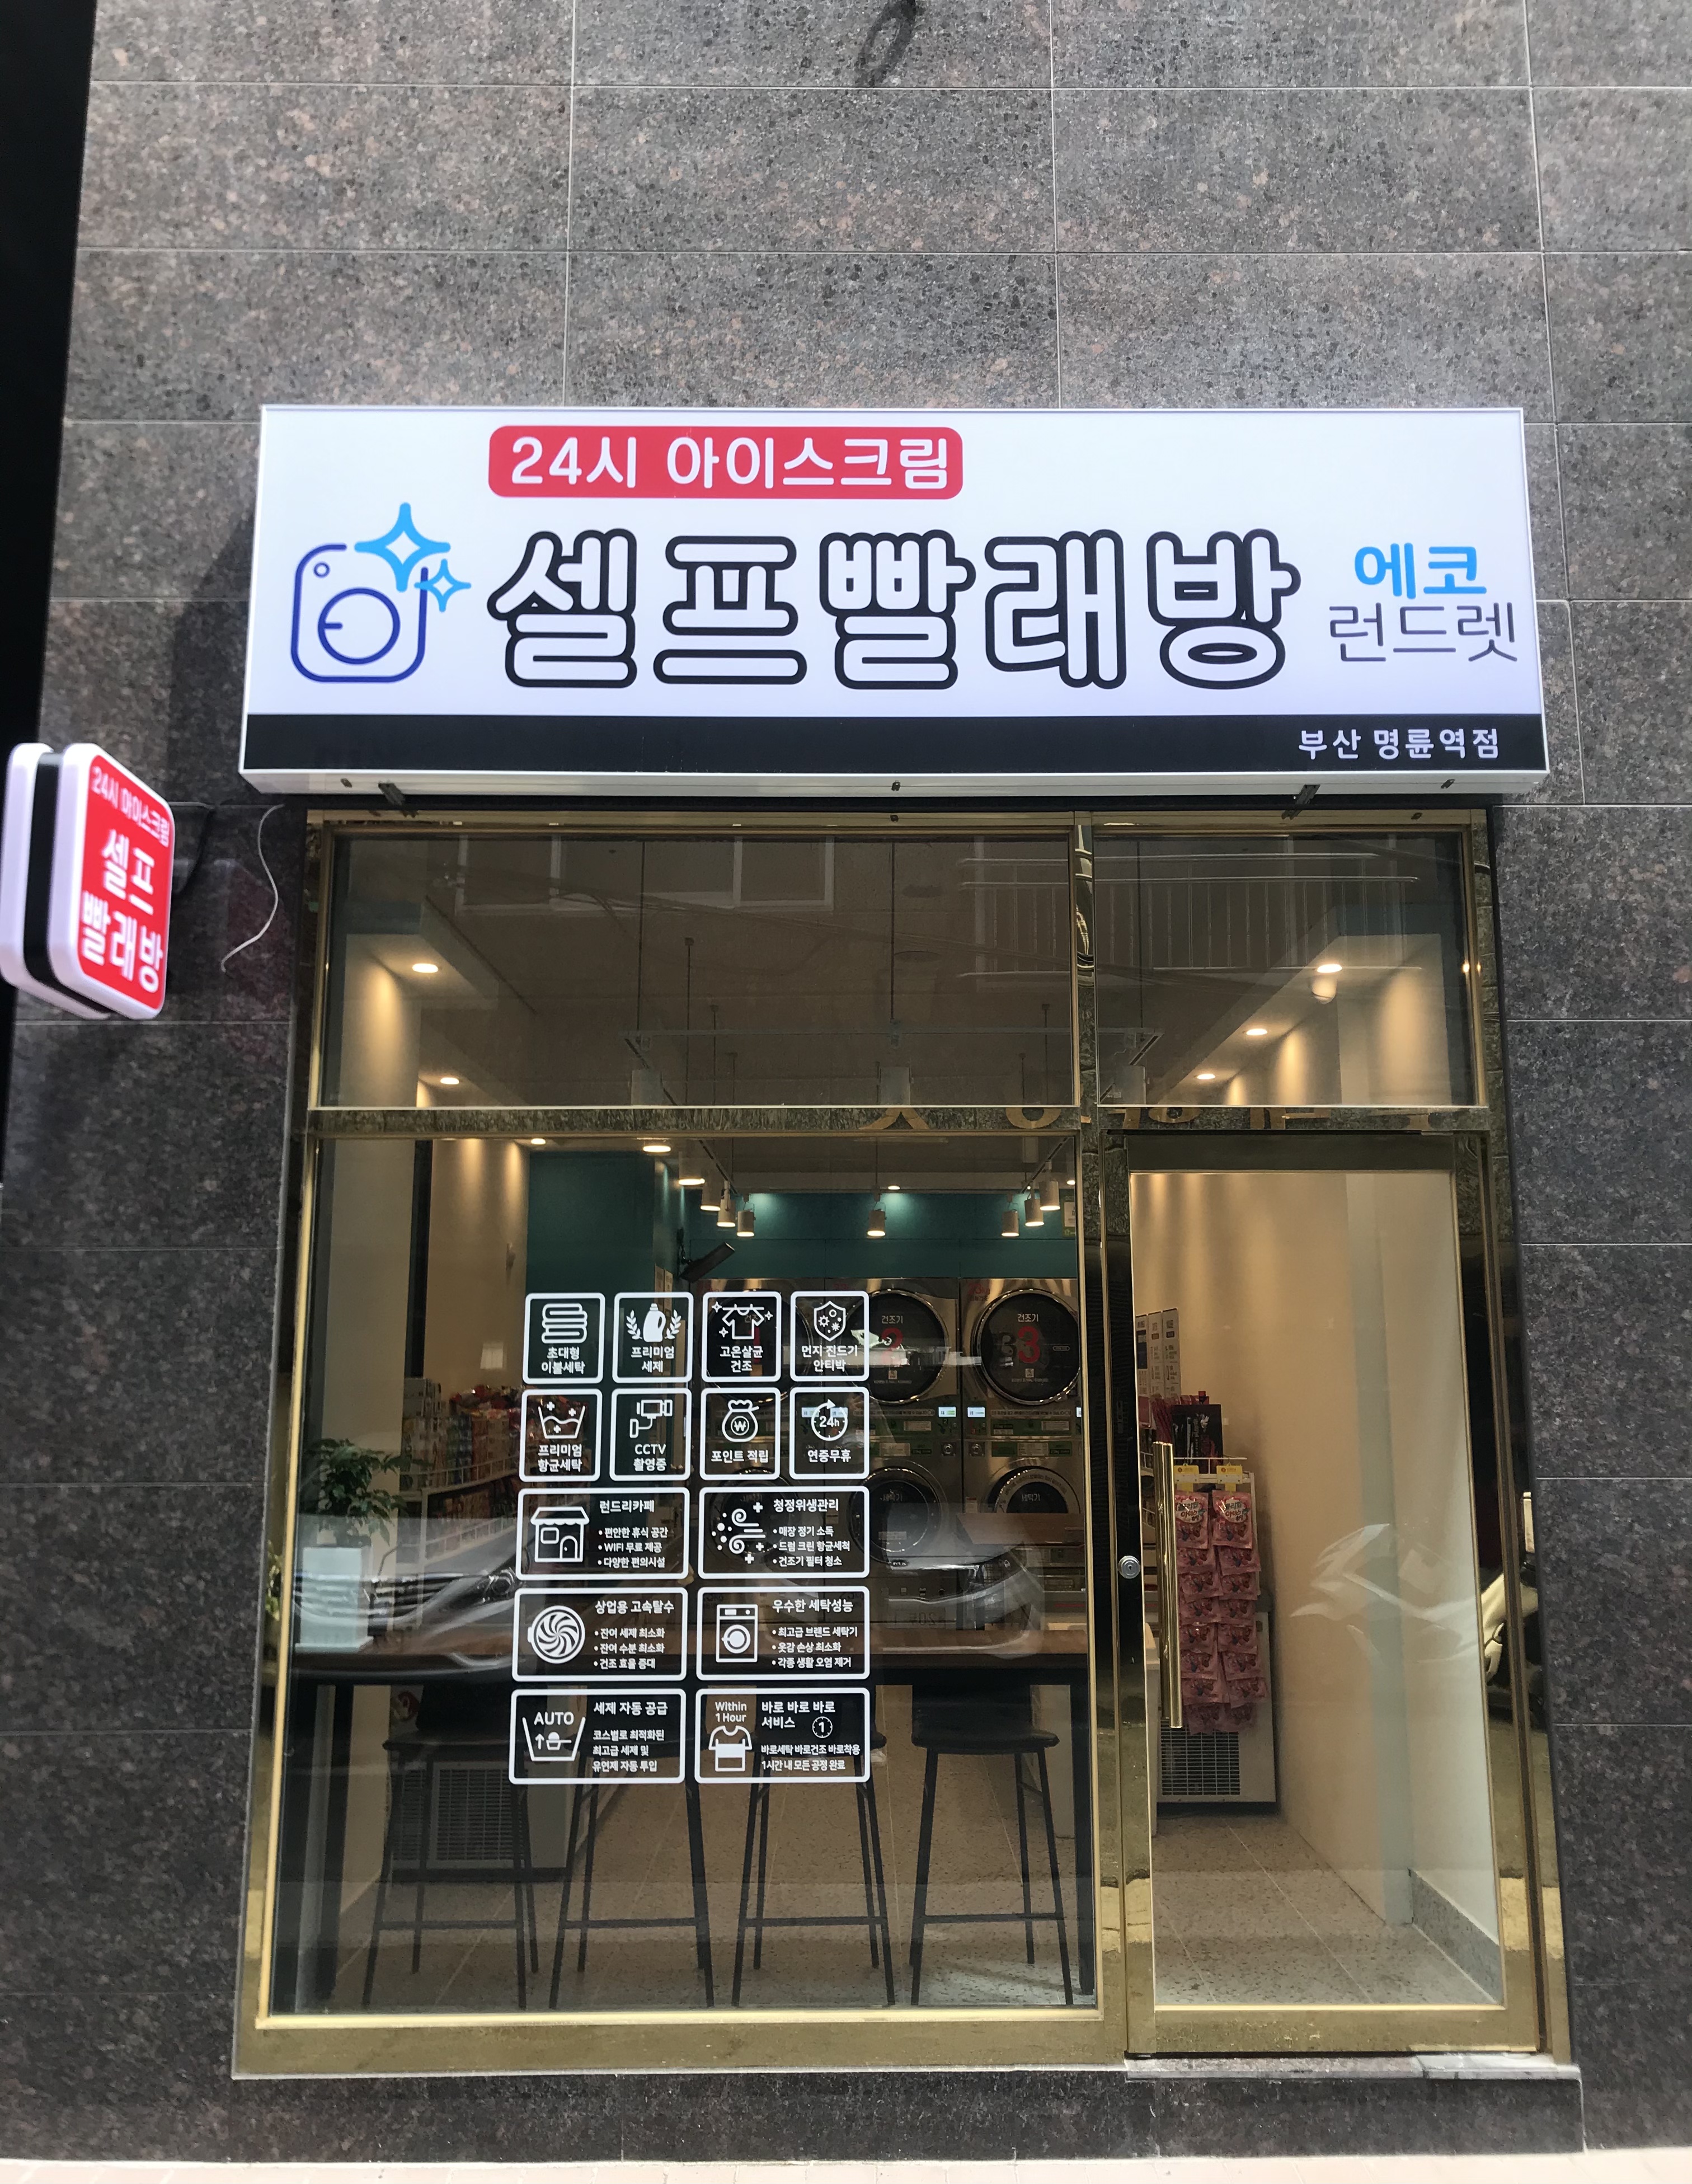 24시 아이스크림
셀프빨래방
에코
런드렛
부산 명륜역점
24시 아이스크림
셀프
빨래방
초대형
이불세탁
프리미엄
세제
고온살균
건조
먼지 진드기
안티박
프리미엄
항균세탁
CCTV
촬영중
포인트 적립
24h
연중무휴
런드리카페
• 편안한 휴식 공간
• WIFI 무료 제공
• 다양한 편의시설
청정위생관리
• 매장 정기 소독
• 드럼 크린 항균세척
• 건조기 필터 청소
상업용 고속탈수
• 잔여 세제 최소화
• 잔여 수분 최소화
• 건조 효율 증대
우수한 세탁성능
• 최고급 브랜드 세탁기
• 옷감 손상 최소화
• 각종 생활 오염 제거
AUTO
세제 자동 공급
코스별로 최적화된
최고급 세제 및
유연제 자동 투입
Within
1 Hour
바로 바로 바로
서비스 1
바로세탁 바로건조 바로착용
1시간 내 모든 공정 완료
건조기
2
건조기
3
세탁기
세탁기